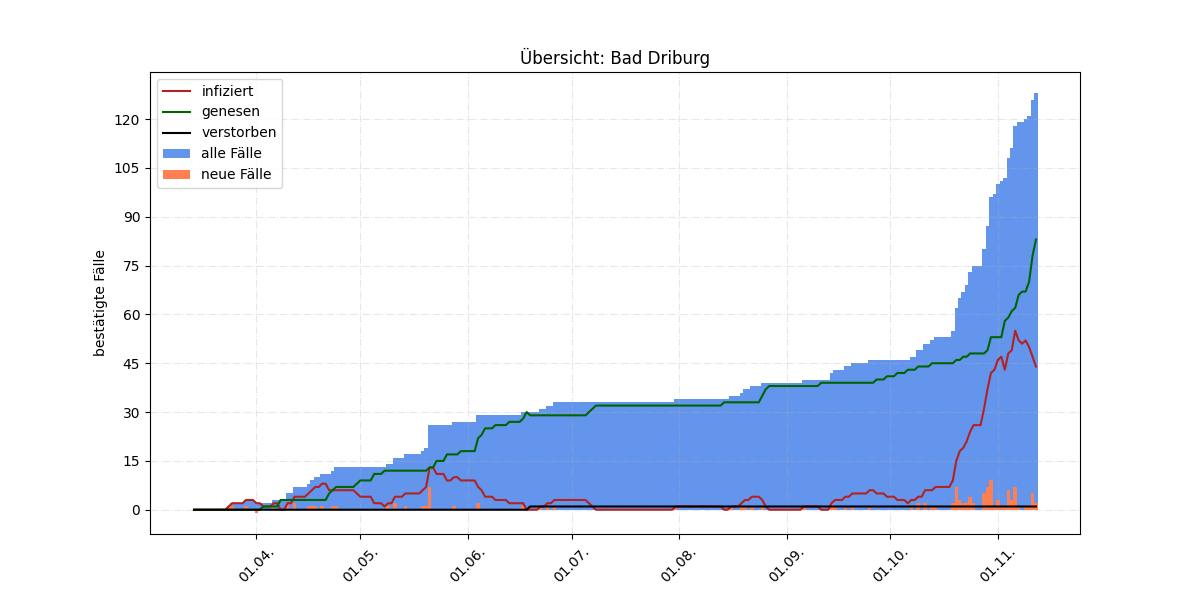 Übersicht: Bad Driburg
infiziert
genesen
verstorben
alle Fälle
neue Fälle
bestätigte Fälle
120
105
90
75
60
45
30
15
0
01.04.
01.05.
01.06.
01.07.
01.08.
01.09.
01.10.
01.11.